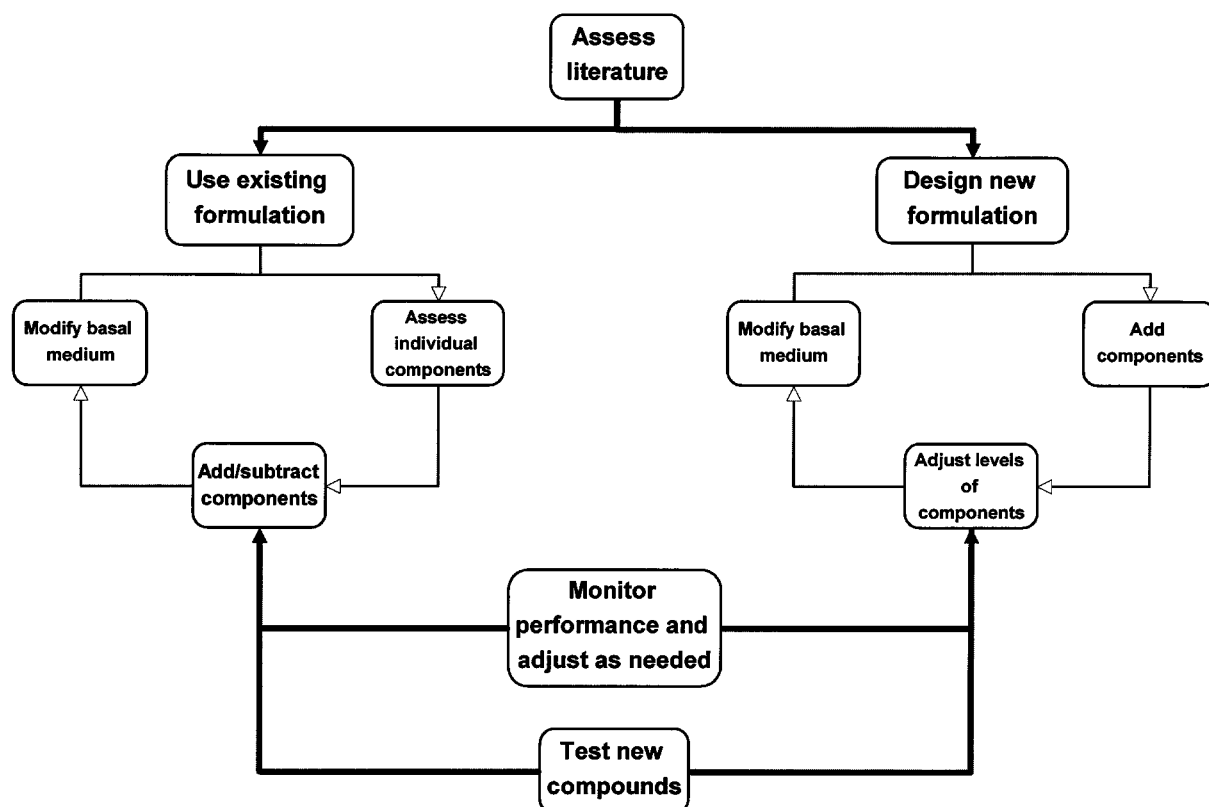 Assess
literature
Use existing
formulation
Design new
formulation
Modify basal
medium
Assess
individual
components
Modify basal
medium
Add
components
Add/subtract
components
Adjust levels
of
components
Monitor
performance and
adjust as needed
Test new
compounds